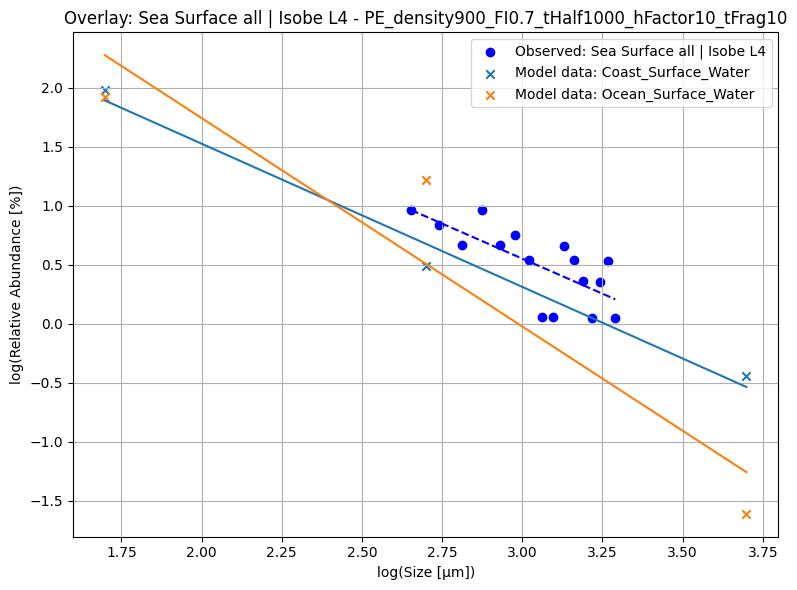 Overlay: Sea Surface all | Isobe L4 - PE_density900_FI0.7_tHalf1000_hFactor10_tFrag10
Observed: Sea Surface all | Isobe L4
Model data: Coast_Surface_Water
Model data: Ocean_Surface_Water
log(Relative Abundance [%])
2.0
1.5
1.0
0.5
0.0
−0.5
−1.0
−1.5
1.75 2.00 2.25 2.50 2.75 3.00 3.25 3.50 3.75
log(Size [μm])